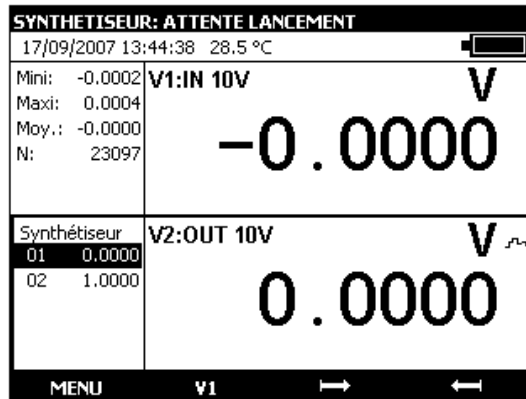 SYNTHETISEUR: ATTENTE LANCEMENT
17/09/2007 13:44:38 28.5 °C
Mini: -0.0002
Maxi: 0.0004
Moy.: -0.0000
N: 23097
V1:IN 10V
V
-0.0000
Synthétiseur
01 0.0000
02 1.0000
V2:OUT 10V
V
0.0000
MENU V1